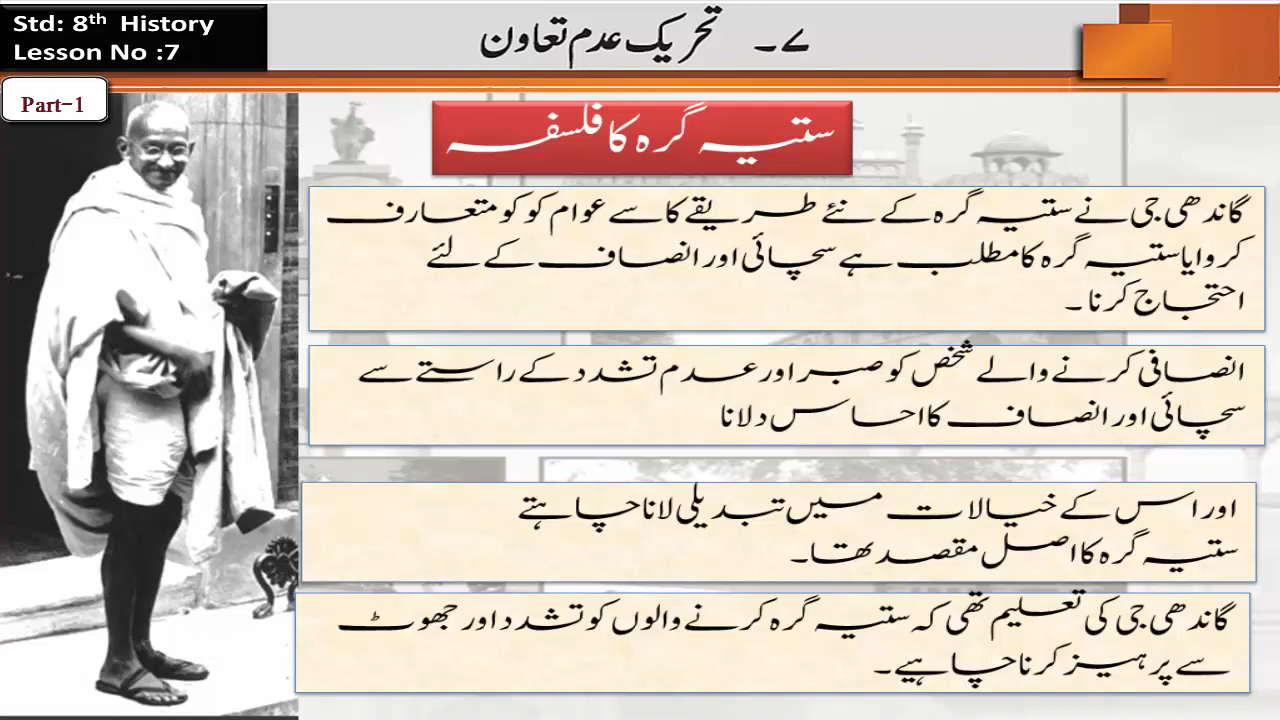 Std: 8th History
Lesson No :7
۷۔ تحریک عدم تعاون
Part-1
ستیہ گرہ کا فلسفہ
گاندھی جی نے ستیہ گرہ کے نئے طریقے کا سے عوام کو کو متعارف
کروایا ستیہ گرہ کا مطلب ہے سچائی اور انصاف کے لئے
احتجاج کرنا۔
انصافی کرنے والے شخص کو صبر اور عدم تشدد کے راستے سے
سچائی اور انصاف کا احساس دلانا
اور اس کے خیالات میں تبدیلی لانا چاہتے
ستیہ گرہ کا اصل مقصد تھا۔
گاندھی جی کی تعلیم تھی کہ ستیہ گرہ کرنے والوں کو تشدد اور جھوٹ
سے پرہیز کرنا چاہیے۔